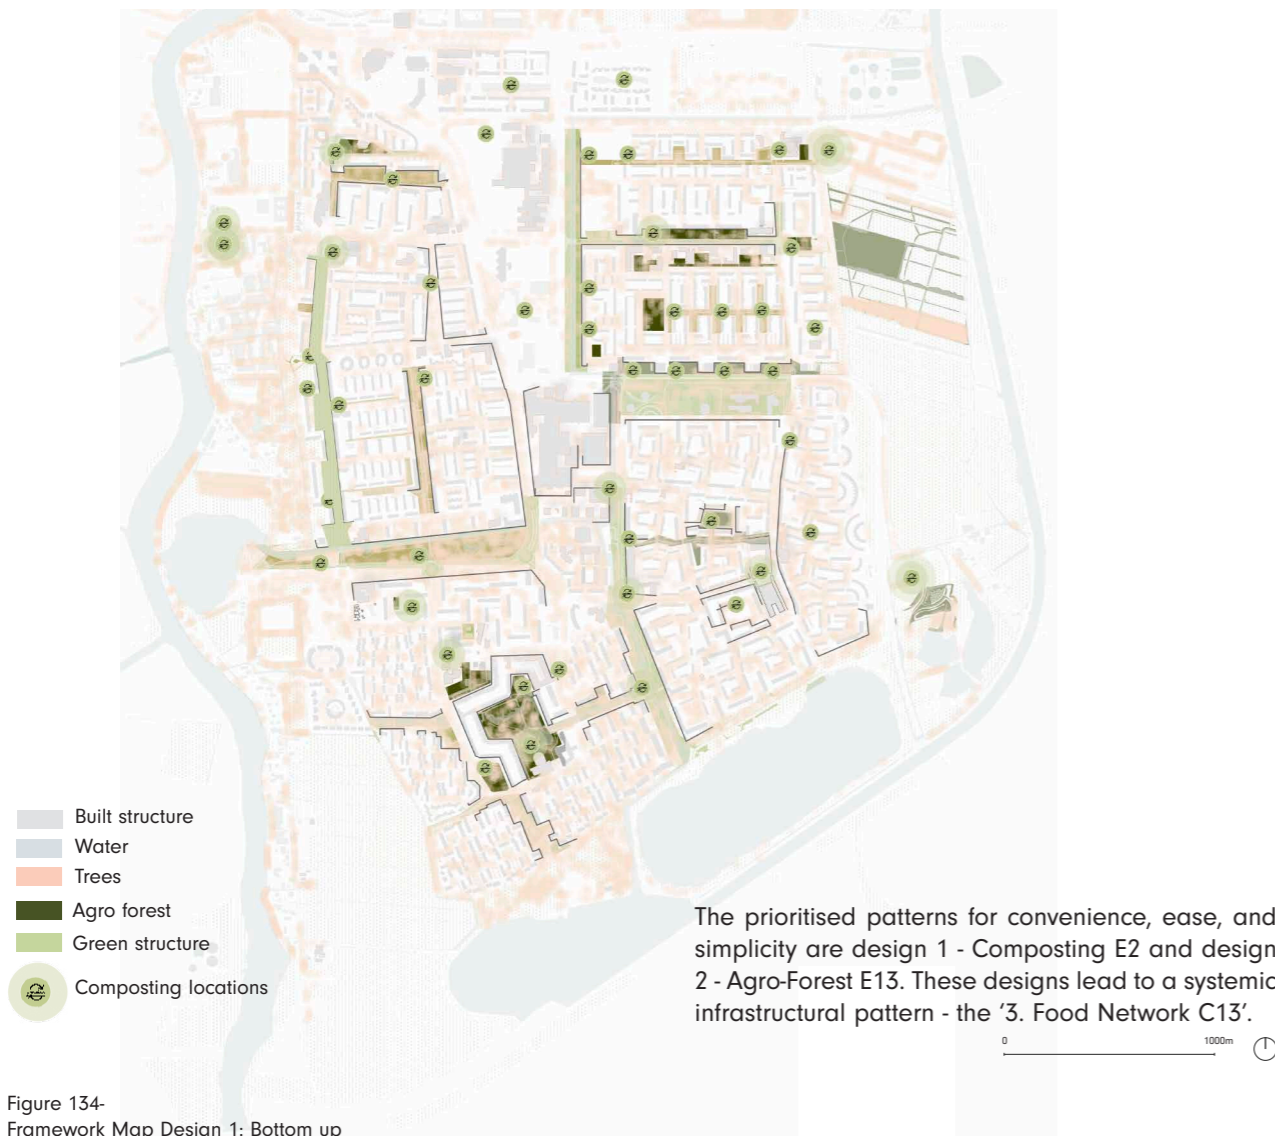 Built structure
Water
Trees
Agro forest
Green structure
Composting locations
The prioritised patterns for convenience, ease, and
simplicity are design 1 - Composting E2 and design
2 - Agro-Forest E13. These designs lead to a systemic
infrastructural pattern - the ‘3. Food Network C13’.
0 1000m
Figure 134-
Framework Map Design 1: Bottom up